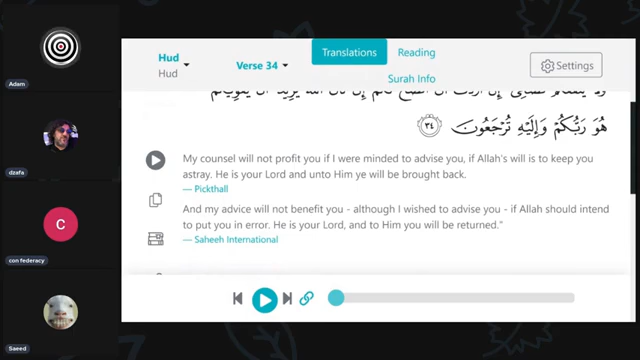 Hud
Hud
Verse 34
Translations
Reading
Surah Info
Settings
هُوَ رَبُّكُمْ وَإِلَيْهِ تُرْجَعُونَ ٣٤
My counsel will not profit you if I were minded to advise you, if Allah's will is to keep you
astray. He is your Lord and unto Him ye will be brought back.
— Pickthall
And my advice will not benefit you - although I wished to advise you - if Allah should intend
to put you in error. He is your Lord, and to Him you will be returned."
— Saheeh International
Adam
dzafa
C
con federacy
Saeed